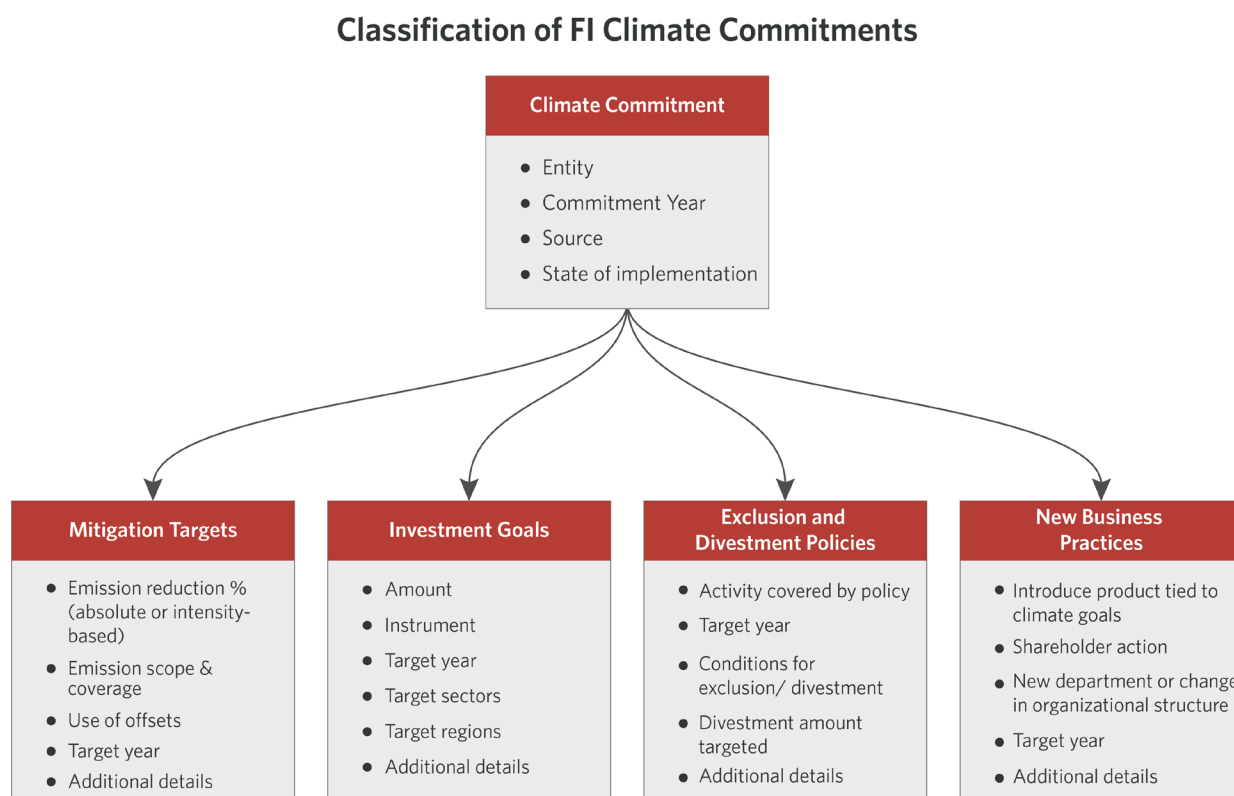 Classification of FI Climate Commitments
Climate Commitment
● Entity
● Commitment Year
● Source
● State of implementation
Mitigation Targets
● Emission reduction %
(absolute or intensity-
based)
● Emission scope &
coverage
● Use of offsets
● Target year
● Additional details
Investment Goals
● Amount
● Instrument
● Target year
● Target sectors
● Target regions
● Additional details
Exclusion and
Divestment Policies
● Activity covered by policy
● Target year
● Conditions for
exclusion/ divestment
● Divestment amount
targeted
● Additional details
New Business
Practices
● Introduce product tied to
climate goals
● Shareholder action
● New department or change
in organizational structure
● Target year
● Additional details